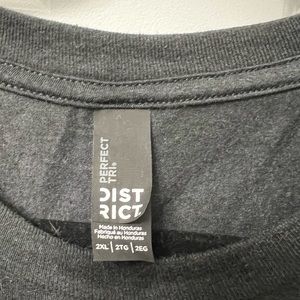 PERFECT
TRI®
DIST
RICT
Made in Honduras
Fabriqué au Honduras
Hecho en Honduras
2XL | 2TG | 2EG